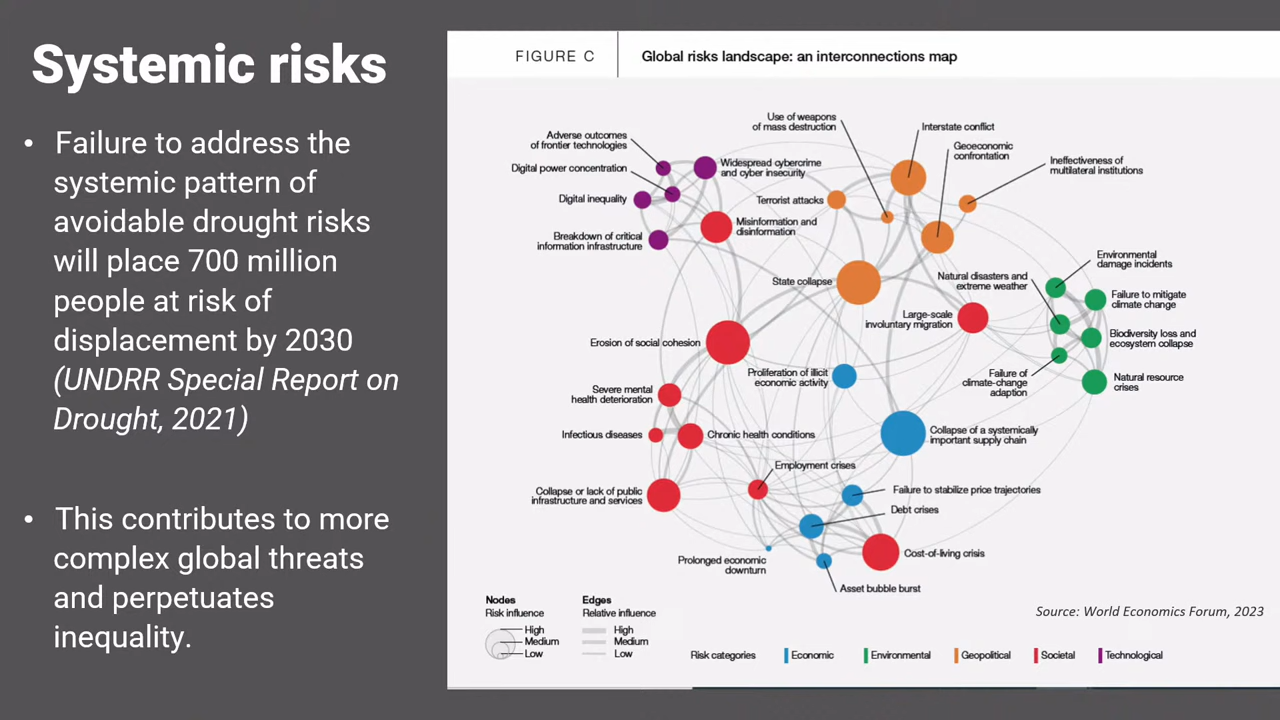 Systemic risks
• Failure to address the
systemic pattern of
avoidable drought risks
will place 700 million
people at risk of
displacement by 2030
(UNDRR Special Report on
Drought, 2021)
• This contributes to more
complex global threats
and perpetuates
inequality.
FIGURE C
Global risks landscape: an interconnections map
Use of weapons
of mass destruction
Interstate conflict
Adverse outcomes
of frontier technologies
Geoeconomic
confrontation
Digital power concentration
Widespread cybercrime
and cyber insecurity
Ineffectiveness of
multilateral institutions
Digital inequality
Terrorist attacks
Misinformation and
disinformation
Breakdown of critical
information infrastructure
Environmental
damage incidents
State collapse
Natural disasters and
extreme weather
Failure to mitigate
climate change
Large-scale
involuntary migration
Biodiversity loss and
ecosystem collapse
Erosion of social cohesion
Proliferation of illicit
economic activity
Failure of
climate-change
adaption
Natural resource
crises
Severe mental
health deterioration
Infectious diseases
Chronic health conditions
Collapse of a systemically
important supply chain
Employment crises
Collapse or lack of public
infrastructure and services
Failure to stabilize price trajectories
Debt crises
Prolonged economic
downturn
Cost-of-living crisis
Asset bubble burst
Nodes
Risk influence
High
Medium
Low
Edges
Relative influence
High
Medium
Low
Source: World Economics Forum, 2023
Risk categories
Economic
Environmental
Geopolitical
Societal
Technological